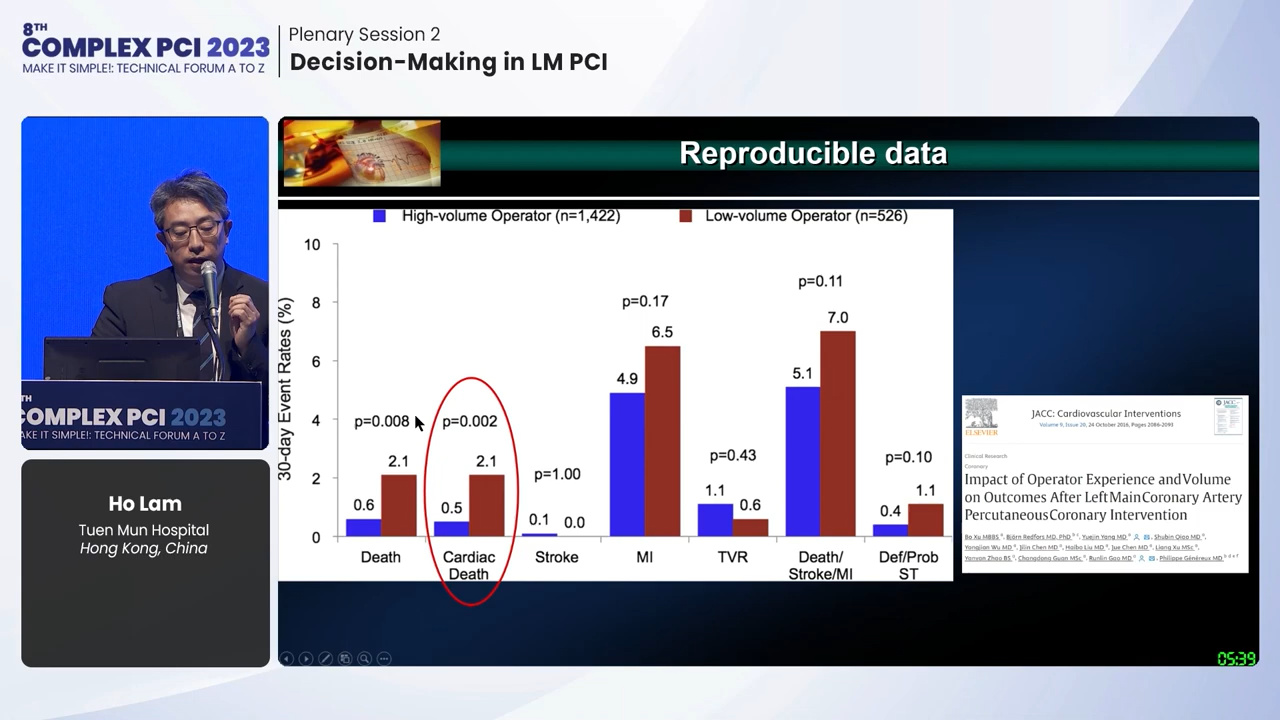 8TH
COMPLEX PCI 2023
MAKE IT SIMPLE!: TECHNICAL FORUM A TO Z
Plenary Session 2
Decision-Making in LM PCI
Reproducible data
High-volume Operator (n=1,422)
Low-volume Operator (n=526)
30-day Event Rates (%)
10
8
6
4
2
0
p=0.008
p=0.002
p=1.00
p=0.17
p=0.43
p=0.11
p=0.10
0.6
2.1
0.5
2.1
0.1
0.0
4.9
6.5
1.1
0.6
5.1
7.0
0.4
1.1
Death
Cardiac
Death
Stroke
MI
TVR
Death/
Stroke/MI
Def/Prob
ST
ELSEVIER
JACC: Cardiovascular Interventions
Volume 9, Issue 20, 24 October 2016, Pages 2086-2093
JACC
Clinical Research
Coronary
Impact of Operator Experience and Volume
on Outcomes After Left Main Coronary Artery
Percutaneous Coronary Intervention
Bo Xu MBBS, Björn Redfors MD, PhD, Yuejin Yang MD, Shubin Qiao MD,
Yongjian Wu MD, Jilin Chen MD, Haibo Liu MD, Jue Chen MD, Liang Xu MSc,
Yanyan Zhao BS, Changdong Guan MSc, Runlin Gao MD, Philippe Généreux MD
TH
COMPLEX PCI 2023
AKE IT SIMPLE!: TECHNICAL FORUM A TO Z
Ho Lam
Tuen Mun Hospital
Hong Kong, China
05:39